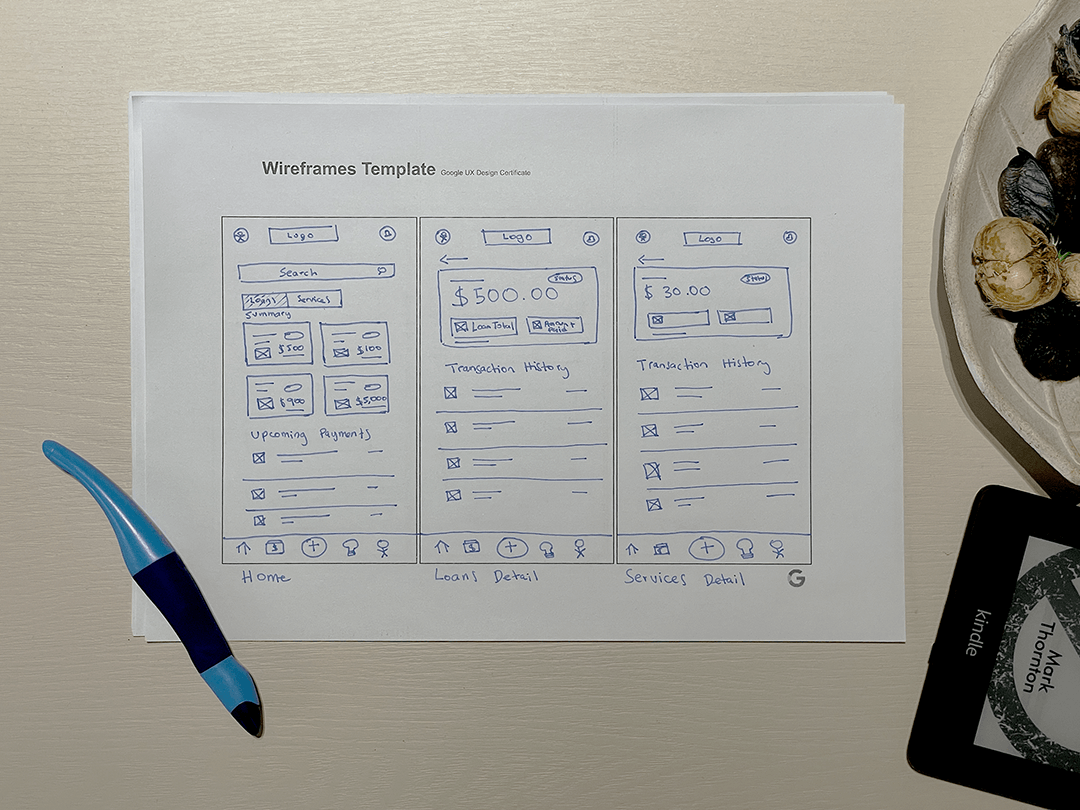 Wireframes Template Google UX Design Certificate
Logo
Search
Loans Services
Summary
$500
$100
$900
$5,000
Upcoming Payments
Home
Logo
Status
$500.00
Loan Total
Amount
Paid
Transaction History
$
Loans Detail
Logo
Status
$ 30.00
Transaction History
Services Detail
G
kindle
Mark
Thornton